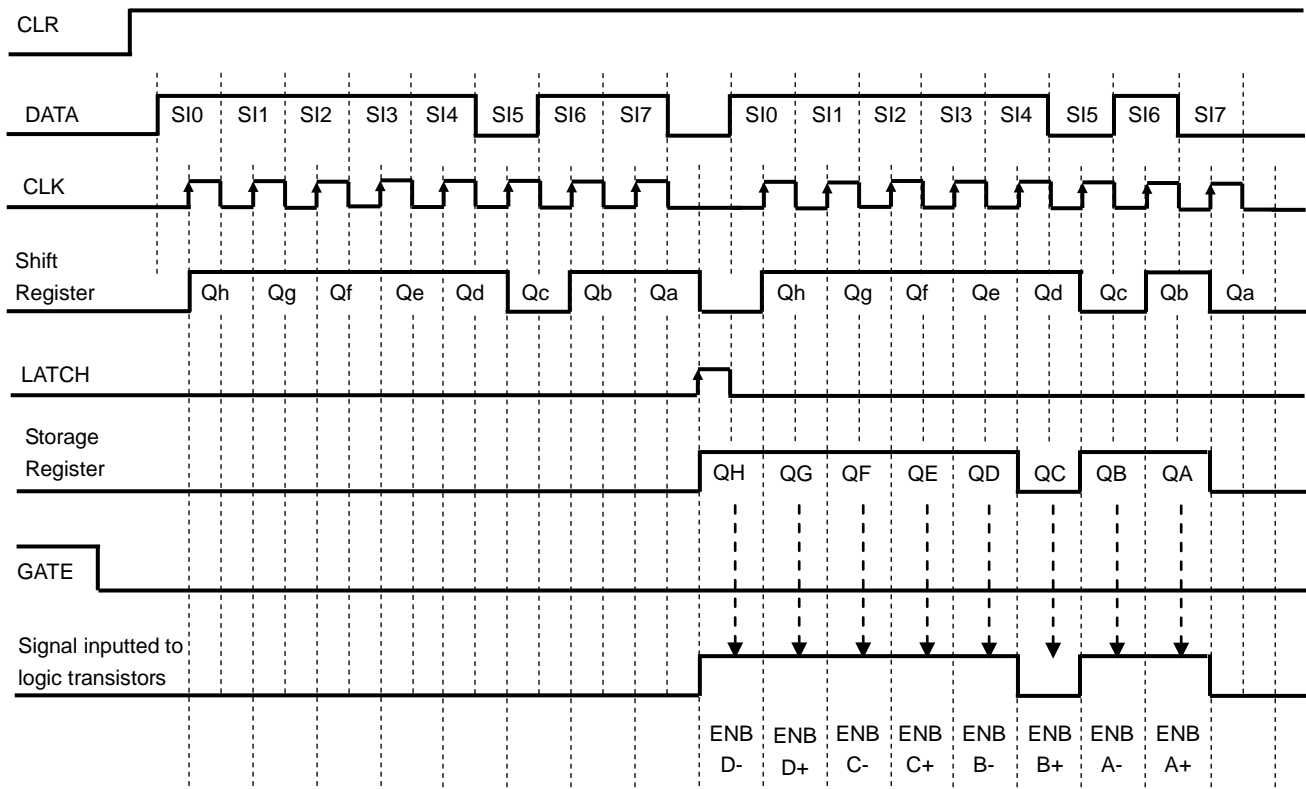 CLR
DATA
SI0 SI1 SI2 SI3 SI4 SI5 SI6 SI7 SI0 SI1 SI2 SI3 SI4 SI5 SI6 SI7
CLK
Shift
Register
Qh Qg Qf Qe Qd Qc Qb Qa Qh Qg Qf Qe Qd Qc Qb Qa
LATCH
Storage
Register
QH QG QF QE QD QC QB QA
GATE
Signal inputted to
logic transistors
ENB ENB ENB ENB ENB ENB ENB ENB
D- D+ C- C+ B- B+ A- A+